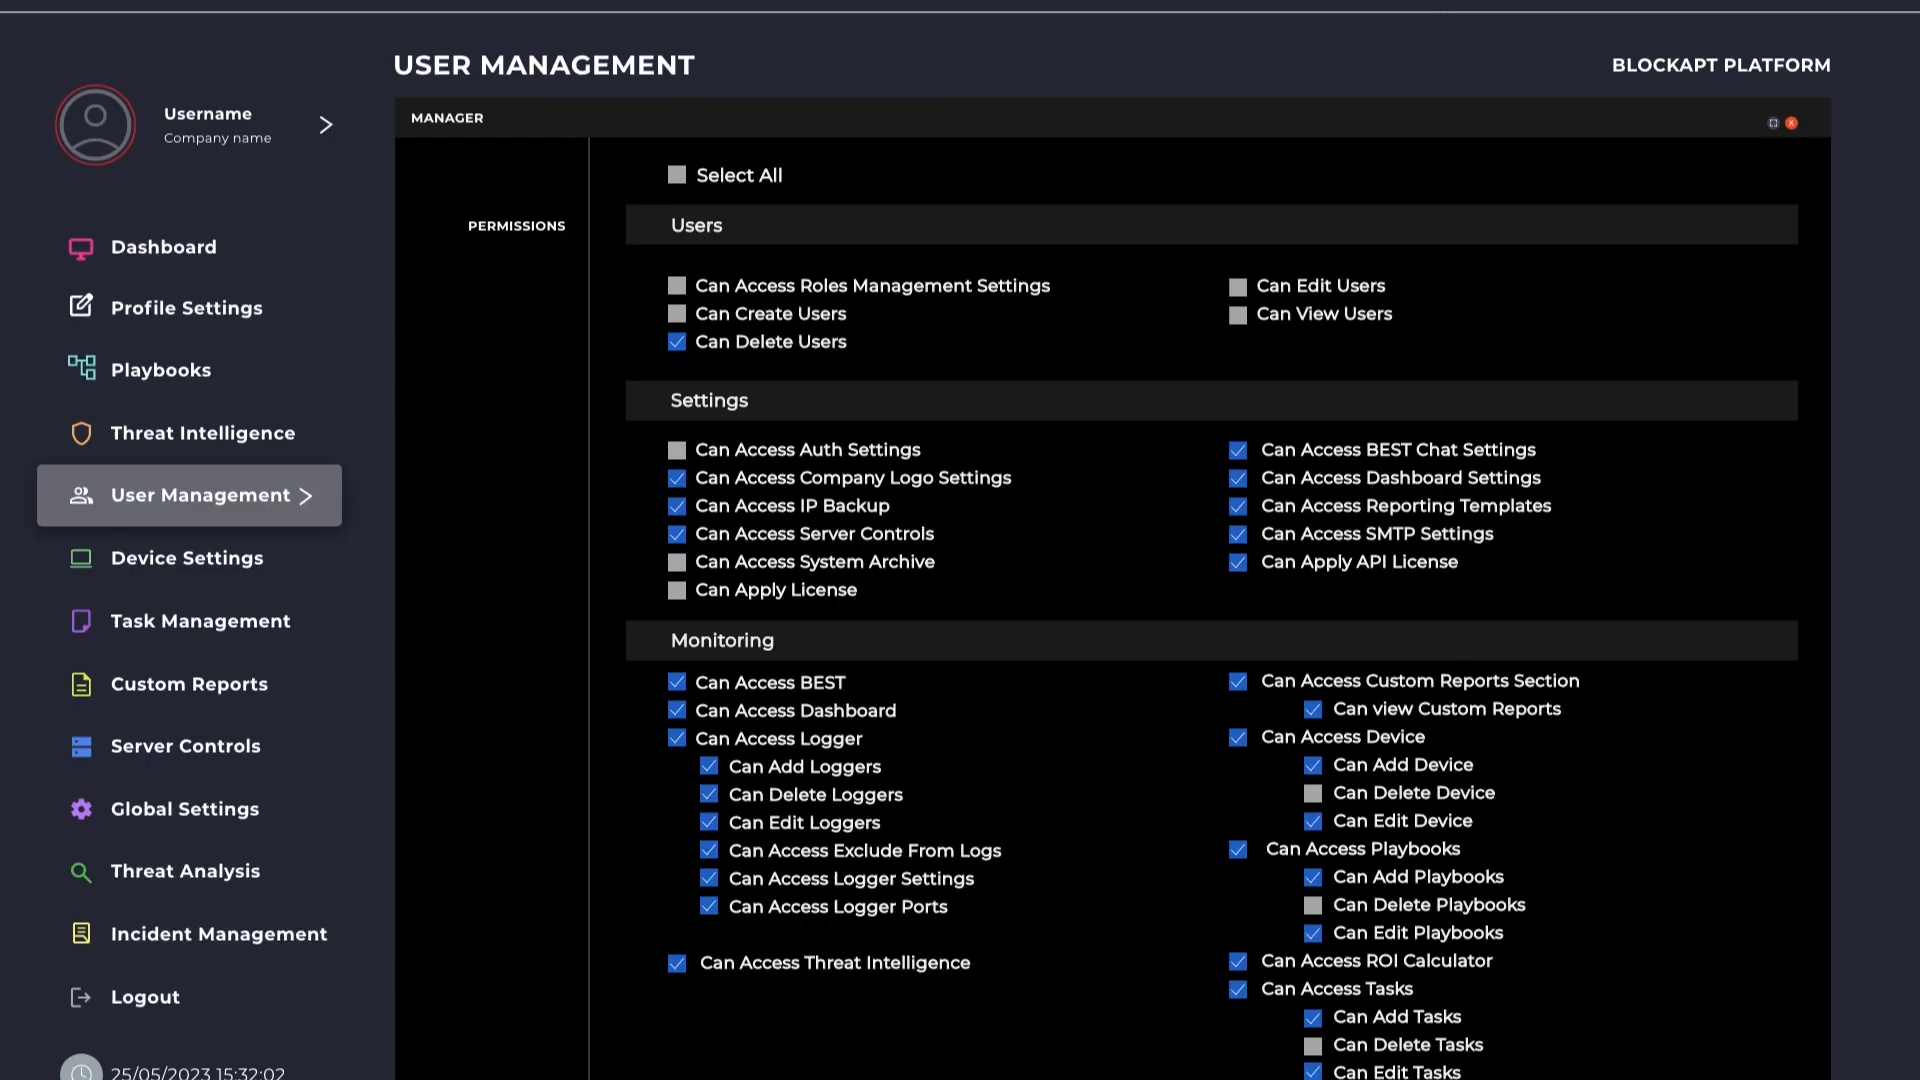 USER MANAGEMENT
BLOCKAPT PLATFORM
Username
Company name
MANAGER
X
Dashboard
Profile Settings
Playbooks
Threat Intelligence
User Management
Device Settings
Task Management
Custom Reports
Server Controls
Global Settings
Threat Analysis
Incident Management
Logout
25/05/2023 15:32:02
PERMISSIONS
Select All
Users
Can Access Roles Management Settings
Can Create Users
Can Delete Users
Can Edit Users
Can View Users
Settings
Can Access Auth Settings
Can Access Company Logo Settings
Can Access IP Backup
Can Access Server Controls
Can Access System Archive
Can Apply License
Can Access BEST Chat Settings
Can Access Dashboard Settings
Can Access Reporting Templates
Can Access SMTP Settings
Can Apply API License
Monitoring
Can Access BEST
Can Access Dashboard
Can Access Logger
Can Add Loggers
Can Delete Loggers
Can Edit Loggers
Can Access Exclude From Logs
Can Access Logger Settings
Can Access Logger Ports
Can Access Threat Intelligence
Can Access Custom Reports Section
Can view Custom Reports
Can Access Device
Can Add Device
Can Delete Device
Can Edit Device
Can Access Playbooks
Can Add Playbooks
Can Delete Playbooks
Can Edit Playbooks
Can Access ROI Calculator
Can Access Tasks
Can Add Tasks
Can Delete Tasks
Can Edit Tasks